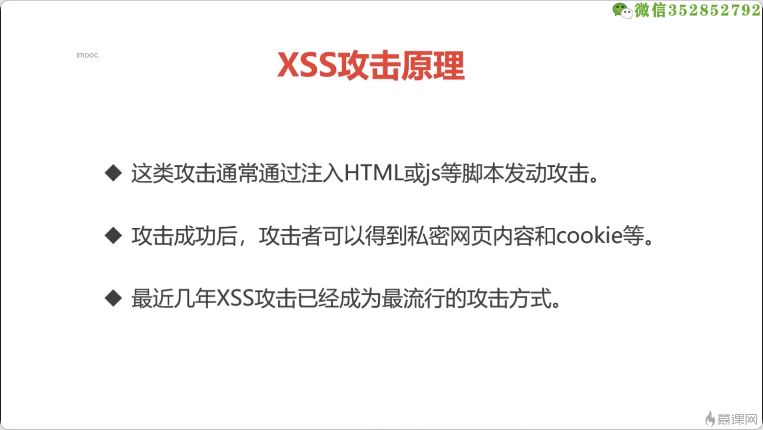 微信352852792
imooc
XSS攻击原理
◆ 这类攻击通常通过注入HTML或js等脚本发动攻击。
◆ 攻击成功后，攻击者可以得到私密网页内容和cookie等。
◆ 最近几年XSS攻击已经成为最流行的攻击方式。
慕课网